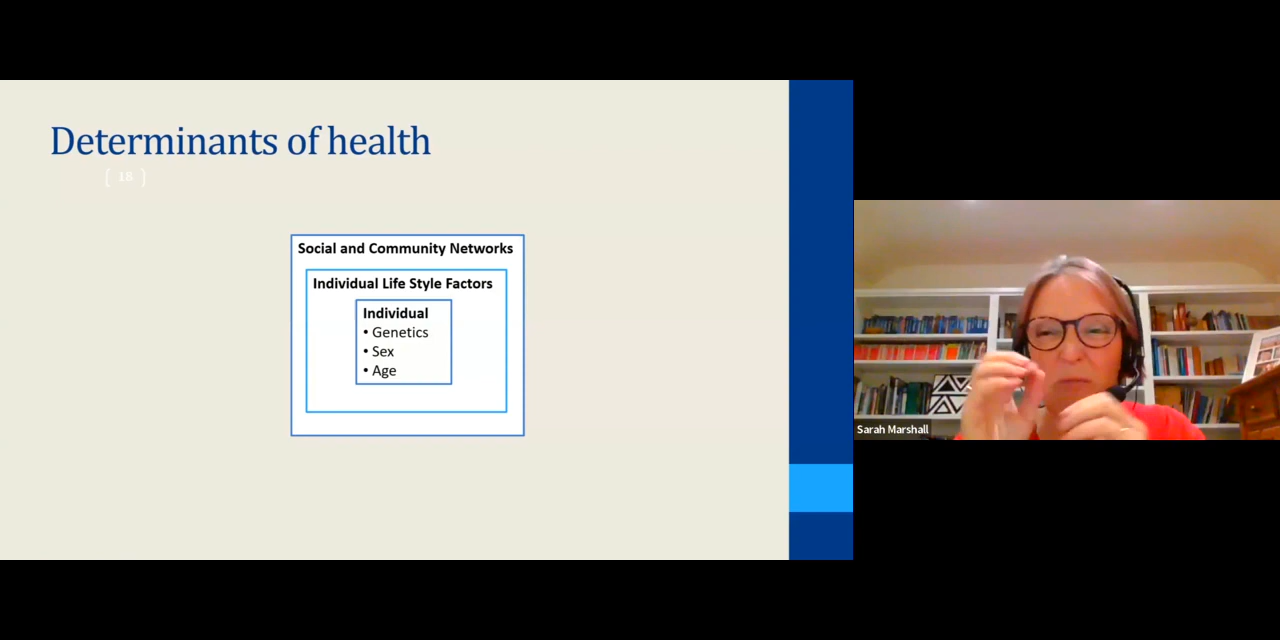 Determinants of health
18
Social and Community Networks
Individual Life Style Factors
Individual
• Genetics
• Sex
• Age
Sarah Marshall